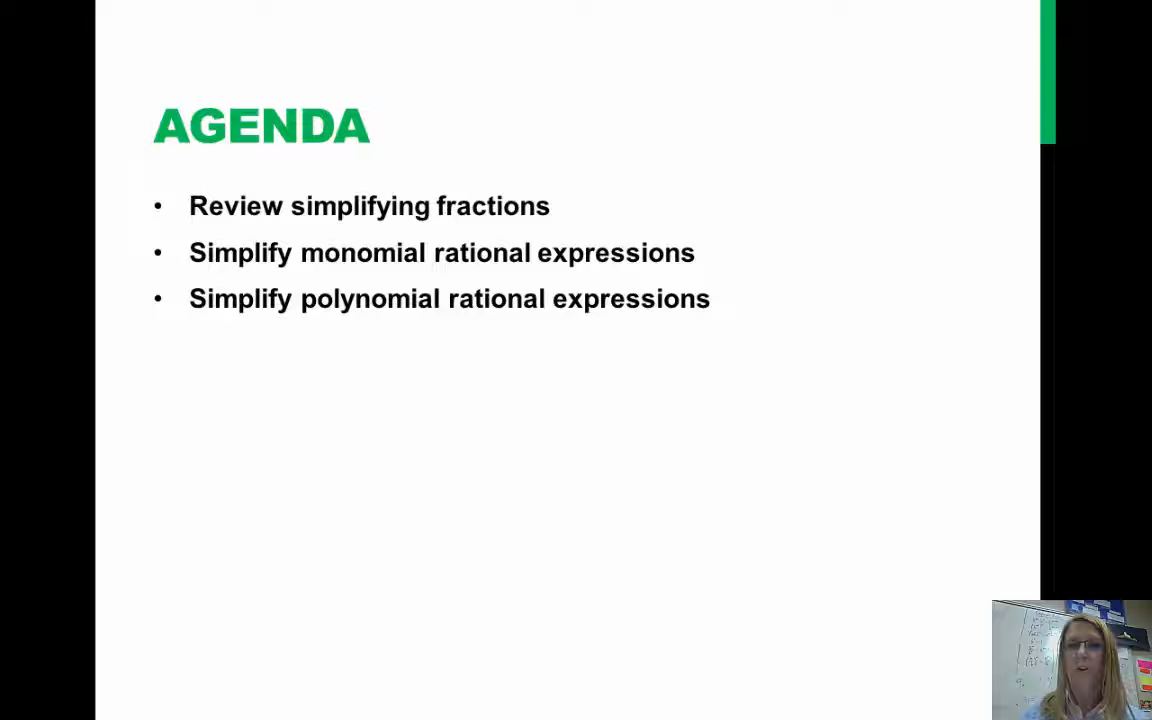 AGENDA
• Review simplifying fractions
• Simplify monomial rational expressions
• Simplify polynomial rational expressions